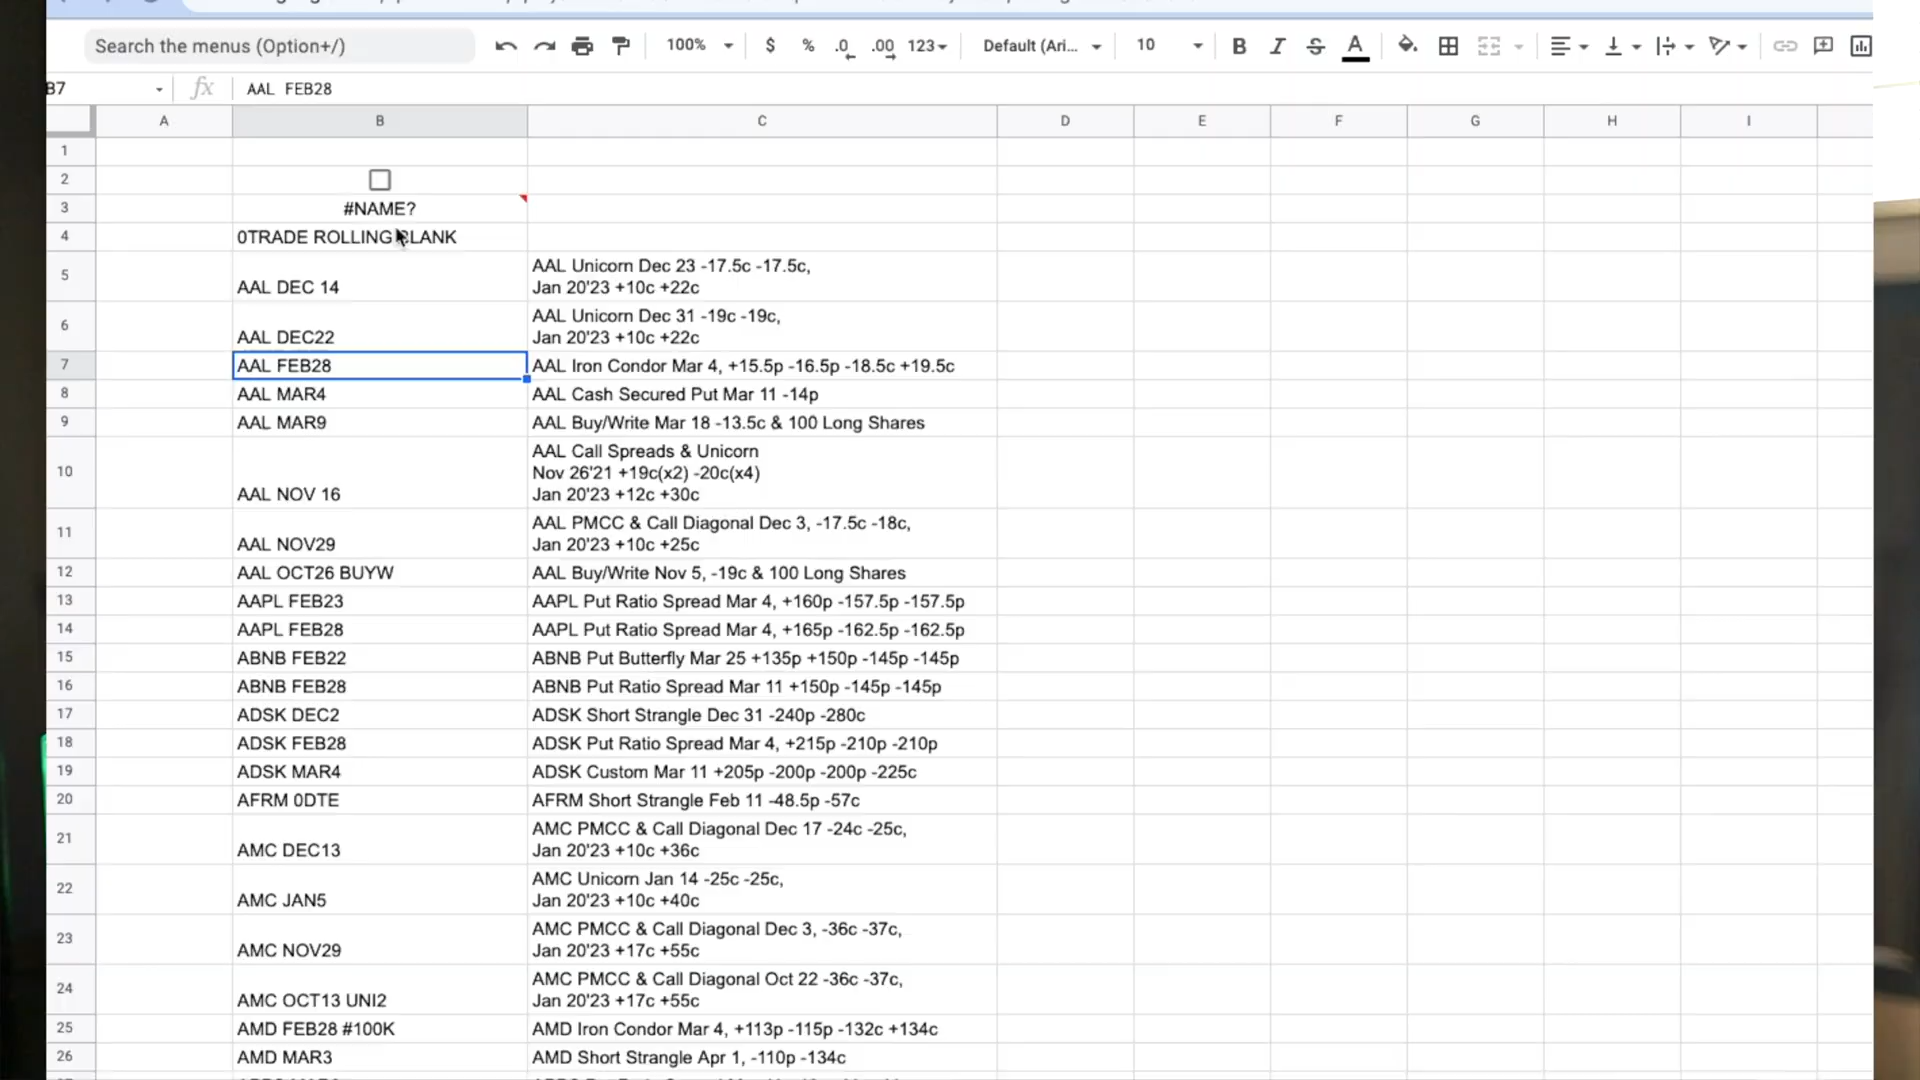 Search the menus (Option+/)
100%
$
%
.0
.00
123
Default (Ari...
10
B
I
S
A
B7
fx
AAL FEB28
A B C D E F G H I
1
2
3 #NAME?
4 0TRADE ROLLING BLANK
5 AAL DEC 14 AAL Unicorn Dec 23 -17.5c -17.5c,
Jan 20'23 +10c +22c
6 AAL DEC22 AAL Unicorn Dec 31 -19c -19c,
Jan 20'23 +10c +22c
7 AAL FEB28 AAL Iron Condor Mar 4, +15.5p -16.5p -18.5c +19.5c
8 AAL MAR4 AAL Cash Secured Put Mar 11 -14p
9 AAL MAR9 AAL Buy/Write Mar 18 -13.5c & 100 Long Shares
10 AAL NOV 16 AAL Call Spreads & Unicorn
Nov 26'21 +19c(x2) -20c(x4)
Jan 20'23 +12c +30c
11 AAL NOV29 AAL PMCC & Call Diagonal Dec 3, -17.5c -18c,
Jan 20'23 +10c +25c
12 AAL OCT26 BUYW AAL Buy/Write Nov 5, -19c & 100 Long Shares
13 AAPL FEB23 AAPL Put Ratio Spread Mar 4, +160p -157.5p -157.5p
14 AAPL FEB28 AAPL Put Ratio Spread Mar 4, +165p -162.5p -162.5p
15 ABNB FEB22 ABNB Put Butterfly Mar 25 +135p +150p -145p -145p
16 ABNB FEB28 ABNB Put Ratio Spread Mar 11 +150p -145p -145p
17 ADSK DEC2 ADSK Short Strangle Dec 31 -240p -280c
18 ADSK FEB28 ADSK Put Ratio Spread Mar 4, +215p -210p -210p
19 ADSK MAR4 ADSK Custom Mar 11 +205p -200p -200p -225c
20 AFRM 0DTE AFRM Short Strangle Feb 11 -48.5p -57c
21 AMC DEC13 AMC PMCC & Call Diagonal Dec 17 -24c -25c,
Jan 20'23 +10c +36c
22 AMC JAN5 AMC Unicorn Jan 14 -25c -25c,
Jan 20'23 +10c +40c
23 AMC NOV29 AMC PMCC & Call Diagonal Dec 3, -36c -37c,
Jan 20'23 +17c +55c
24 AMC OCT13 UNI2 AMC PMCC & Call Diagonal Oct 22 -36c -37c,
Jan 20'23 +17c +55c
25 AMD FEB28 #100K AMD Iron Condor Mar 4, +113p -115p -132c +134c
26 AMD MAR3 AMD Short Strangle Apr 1, -110p -134c